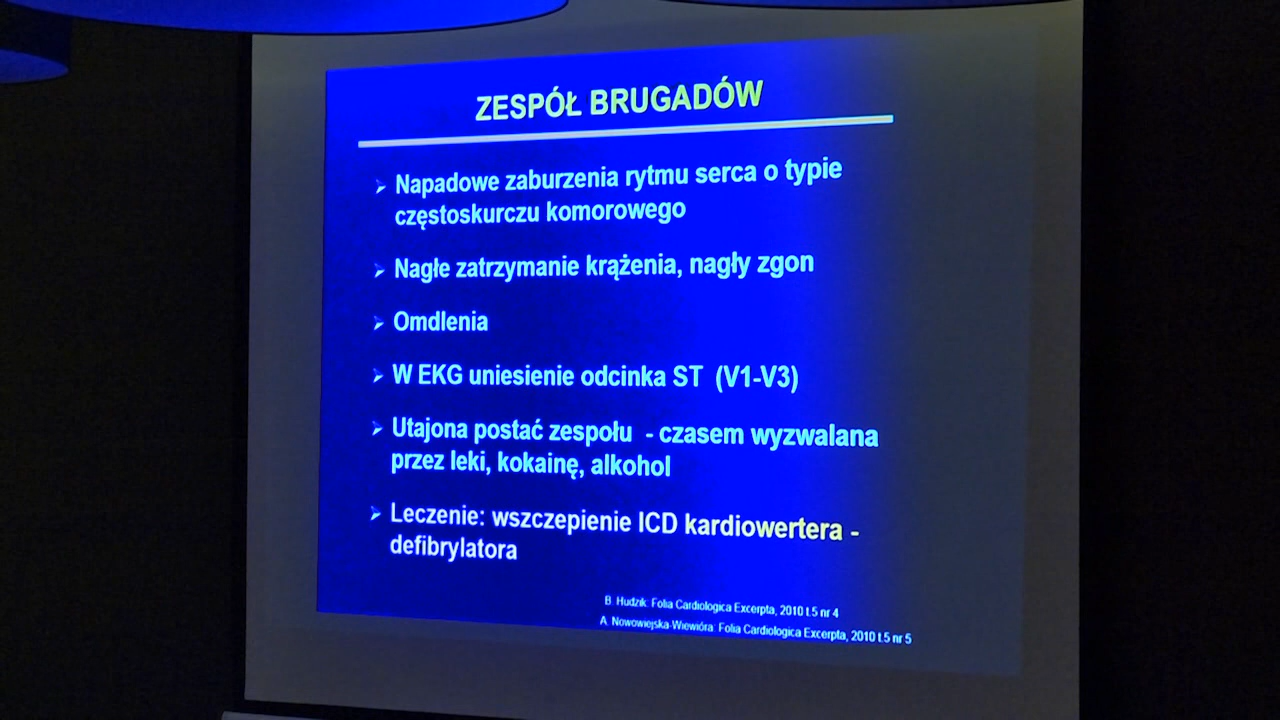 ZESPÓŁ BRUGADÓW
➢ Napadowe zaburzenia rytmu serca o typie
częstoskurczu komorowego
➢ Nagłe zatrzymanie krążenia, nagły zgon
➢ Omdlenia
➢ W EKG uniesienie odcinka ST (V1-V3)
➢ Utajona postać zespołu - czasem wyzwalana
przez leki, kokainę, alkohol
➢ Leczenie: wszczepienie ICD kardiowertera -
defibrylatora
B. Hudzik: Folia Cardiologica Excerpta, 2010 t.5 nr 4
A. Nowowiejska-Wiewióra: Folia Cardiologica Excerpta, 2010 t.5 nr 5